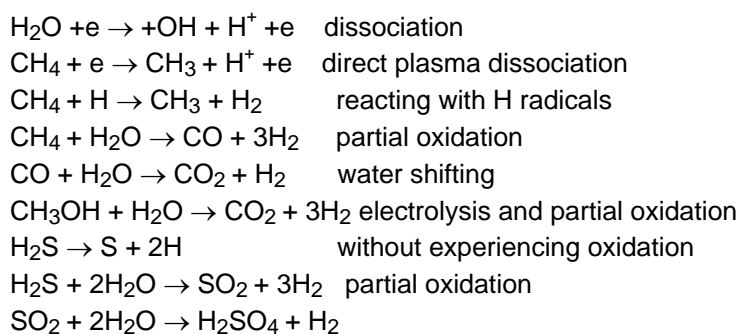 H₂O +e → +OH + H⁺ +e dissociation
CH₄ + e → CH₃ + H⁺ +e direct plasma dissociation
CH₄ + H → CH₃ + H₂ reacting with H radicals
CH₄ + H₂O → CO + 3H₂ partial oxidation
CO + H₂O → CO₂ + H₂ water shifting
CH₃OH + H₂O → CO₂ + 3H₂ electrolysis and partial oxidation
H₂S → S + 2H without experiencing oxidation
H₂S + 2H₂O → SO₂ + 3H₂ partial oxidation
SO₂ + 2H₂O → H₂SO₄ + H₂